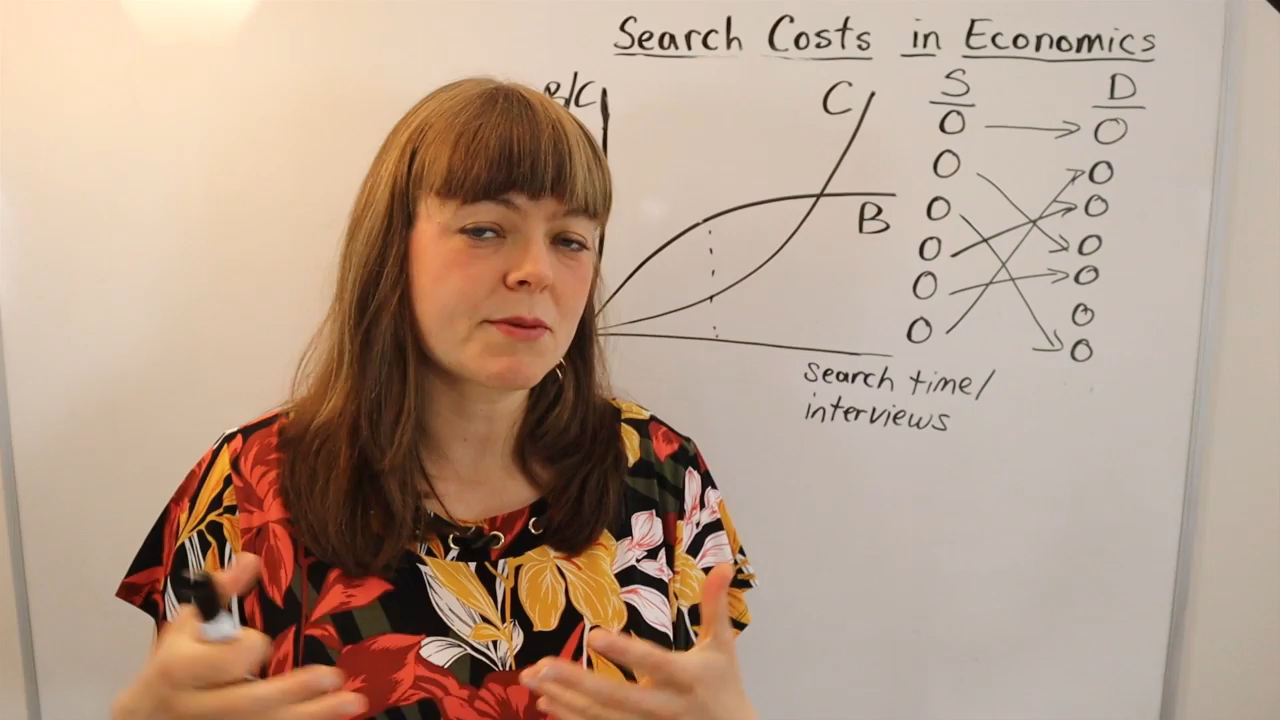 Search Costs in Economics
B/C
C
B
search time/
interviews
S
D
O O
O O
O O
O O
O O
O O
O